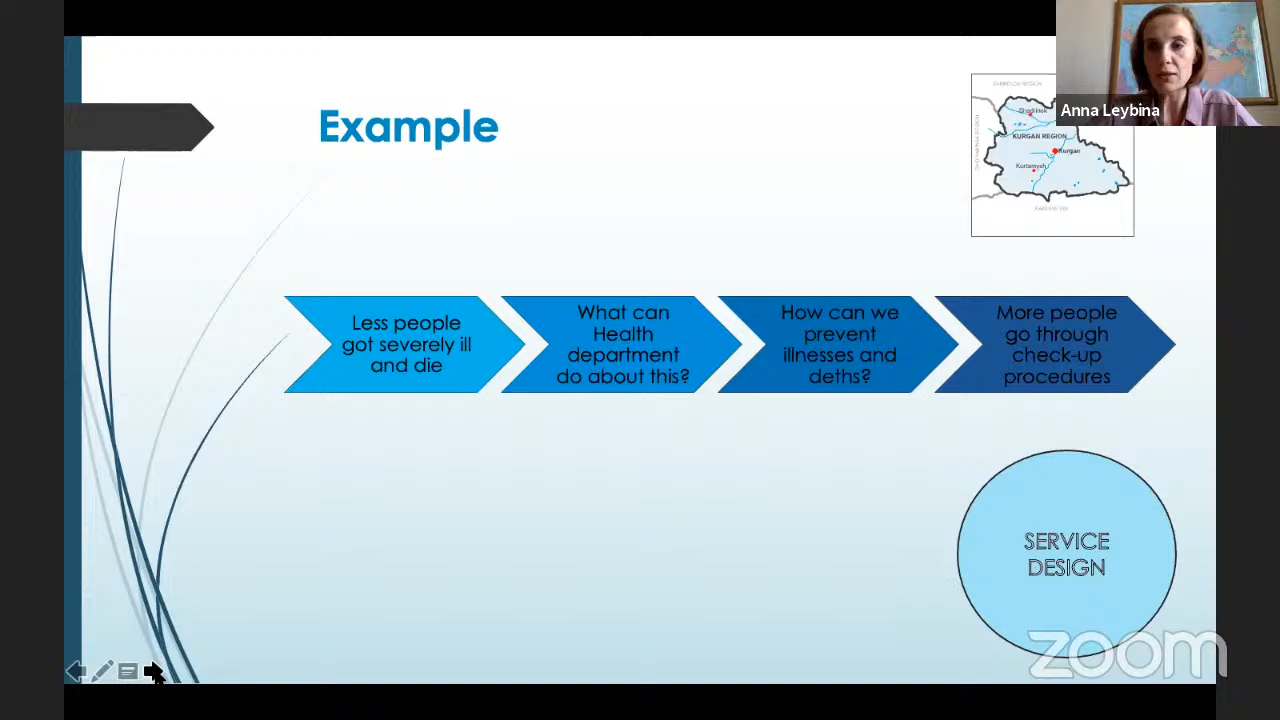 Example
Anna Leybina
KURGAN REGION
Kurgan
Less people
got severely ill
and die
What can
Health
department
do about this?
How can we
prevent
illnesses and
deths?
More people
go through
check-up
procedures
SERVICE
DESIGN
zoom